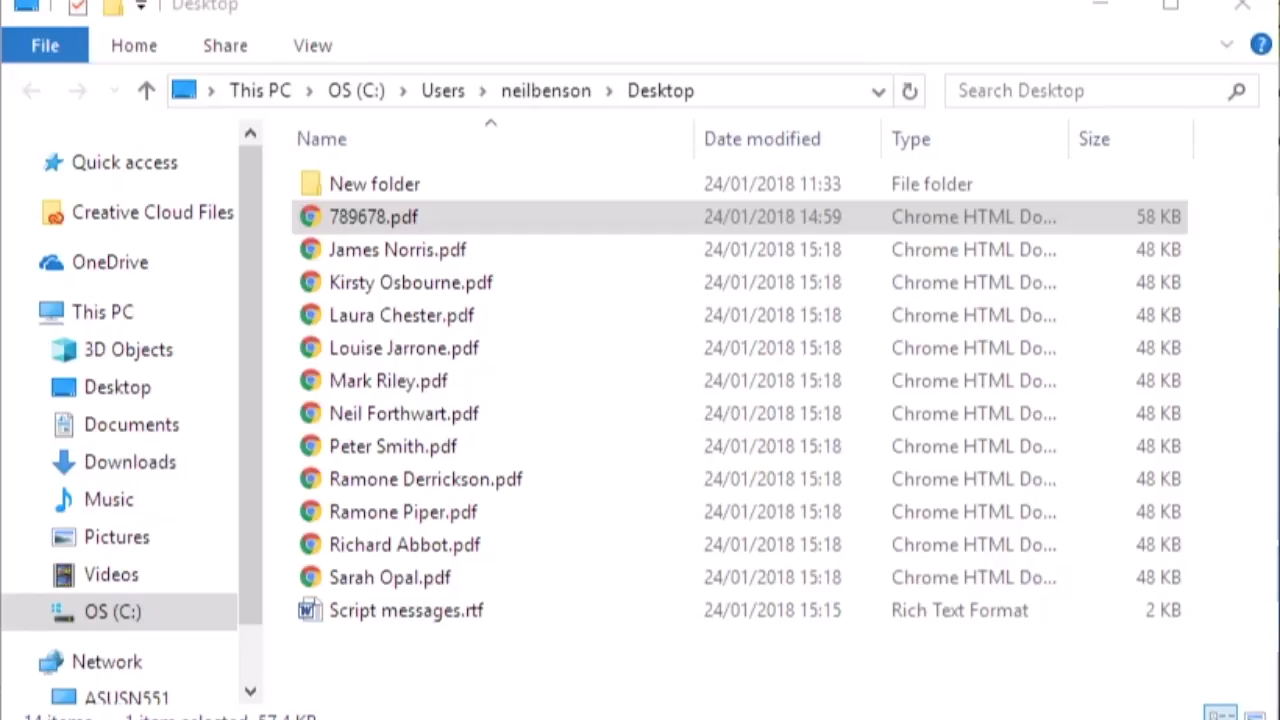 Desktop
File Home Share View
This PC OS (C:) Users neilbenson Desktop Search Desktop
Name Date modified Type Size
Quick access
Creative Cloud Files
OneDrive
This PC
3D Objects
Desktop
Documents
Downloads
Music
Pictures
Videos
OS (C:)
Network
ASUSN551
New folder 24/01/2018 11:33 File folder
789678.pdf 24/01/2018 14:59 Chrome HTML Do... 58 KB
James Norris.pdf 24/01/2018 15:18 Chrome HTML Do... 48 KB
Kirsty Osbourne.pdf 24/01/2018 15:18 Chrome HTML Do... 48 KB
Laura Chester.pdf 24/01/2018 15:18 Chrome HTML Do... 48 KB
Louise Jarrone.pdf 24/01/2018 15:18 Chrome HTML Do... 48 KB
Mark Riley.pdf 24/01/2018 15:18 Chrome HTML Do... 48 KB
Neil Forthwart.pdf 24/01/2018 15:18 Chrome HTML Do... 48 KB
Peter Smith.pdf 24/01/2018 15:18 Chrome HTML Do... 48 KB
Ramone Derrickson.pdf 24/01/2018 15:18 Chrome HTML Do... 48 KB
Ramone Piper.pdf 24/01/2018 15:18 Chrome HTML Do... 48 KB
Richard Abbot.pdf 24/01/2018 15:18 Chrome HTML Do... 48 KB
Sarah Opal.pdf 24/01/2018 15:18 Chrome HTML Do... 48 KB
Script messages.rtf 24/01/2018 15:15 Rich Text Format 2 KB
14 items 1 item selected 57.4 KB